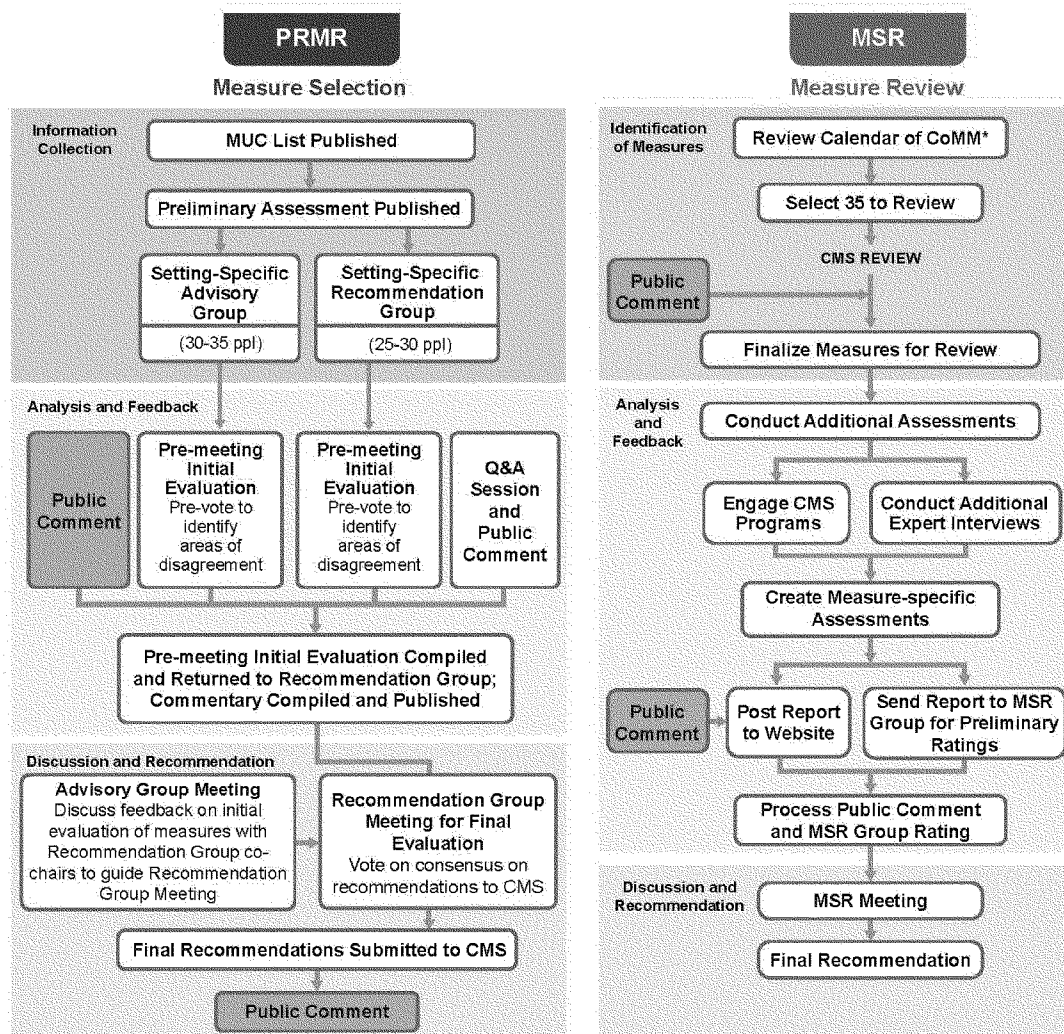 PRMR
Measure Selection
Information
Collection
MUC List Published
Preliminary Assessment Published
Setting-Specific
Advisory
Group
(30-35 ppl)
Setting-Specific
Recommendation
Group
(25-30 ppl)
Analysis and Feedback
Public
Comment
Pre-meeting
Initial
Evaluation
Pre-vote to
identify
areas of
disagreement
Pre-meeting
Initial
Evaluation
Pre-vote to
identify
areas of
disagreement
Q&A
Session
and
Public
Comment
Pre-meeting Initial Evaluation Compiled
and Returned to Recommendation Group;
Commentary Compiled and Published
Discussion and Recommendation
Advisory Group Meeting
Discuss feedback on initial
evaluation of measures with
Recommendation Group co-
chairs to guide Recommendation
Group Meeting
Recommendation Group
Meeting for Final
Evaluation
Vote on consensus on
recommendations to CMS
Final Recommendations Submitted to CMS
Public Comment
MSR
Measure Review
Identification
of Measures
Review Calendar of CoMM*
Select 35 to Review
CMS REVIEW
Public
Comment
Finalize Measures for Review
Analysis
and
Feedback
Conduct Additional Assessments
Engage CMS
Programs
Conduct Additional
Expert Interviews
Create Measure-specific
Assessments
Public
Comment
Post Report
to Website
Send Report to MSR
Group for Preliminary
Ratings
Process Public Comment
and MSR Group Rating
Discussion and
Recommendation
MSR Meeting
Final Recommendation